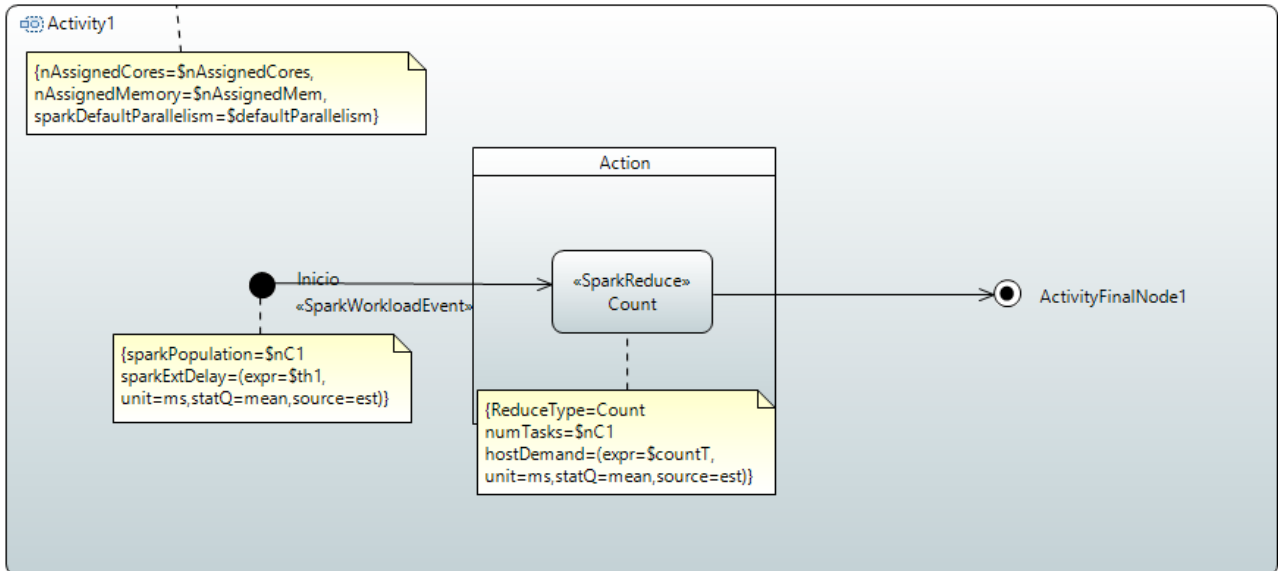 Activity1
{nAssignedCores=$nAssignedCores,
nAssignedMemory=$nAssignedMem,
sparkDefaultParallelism=$defaultParallelism}
Action
Inicio
«SparkWorkloadEvent»
«SparkReduce»
Count
ActivityFinalNode1
{sparkPopulation=$nC1
sparkExtDelay=(expr=$th1,
unit=ms,statQ=mean,source=est)}
{ReduceType=Count
numTasks=$nC1
hostDemand=(expr=$countT,
unit=ms,statQ=mean,source=est)}